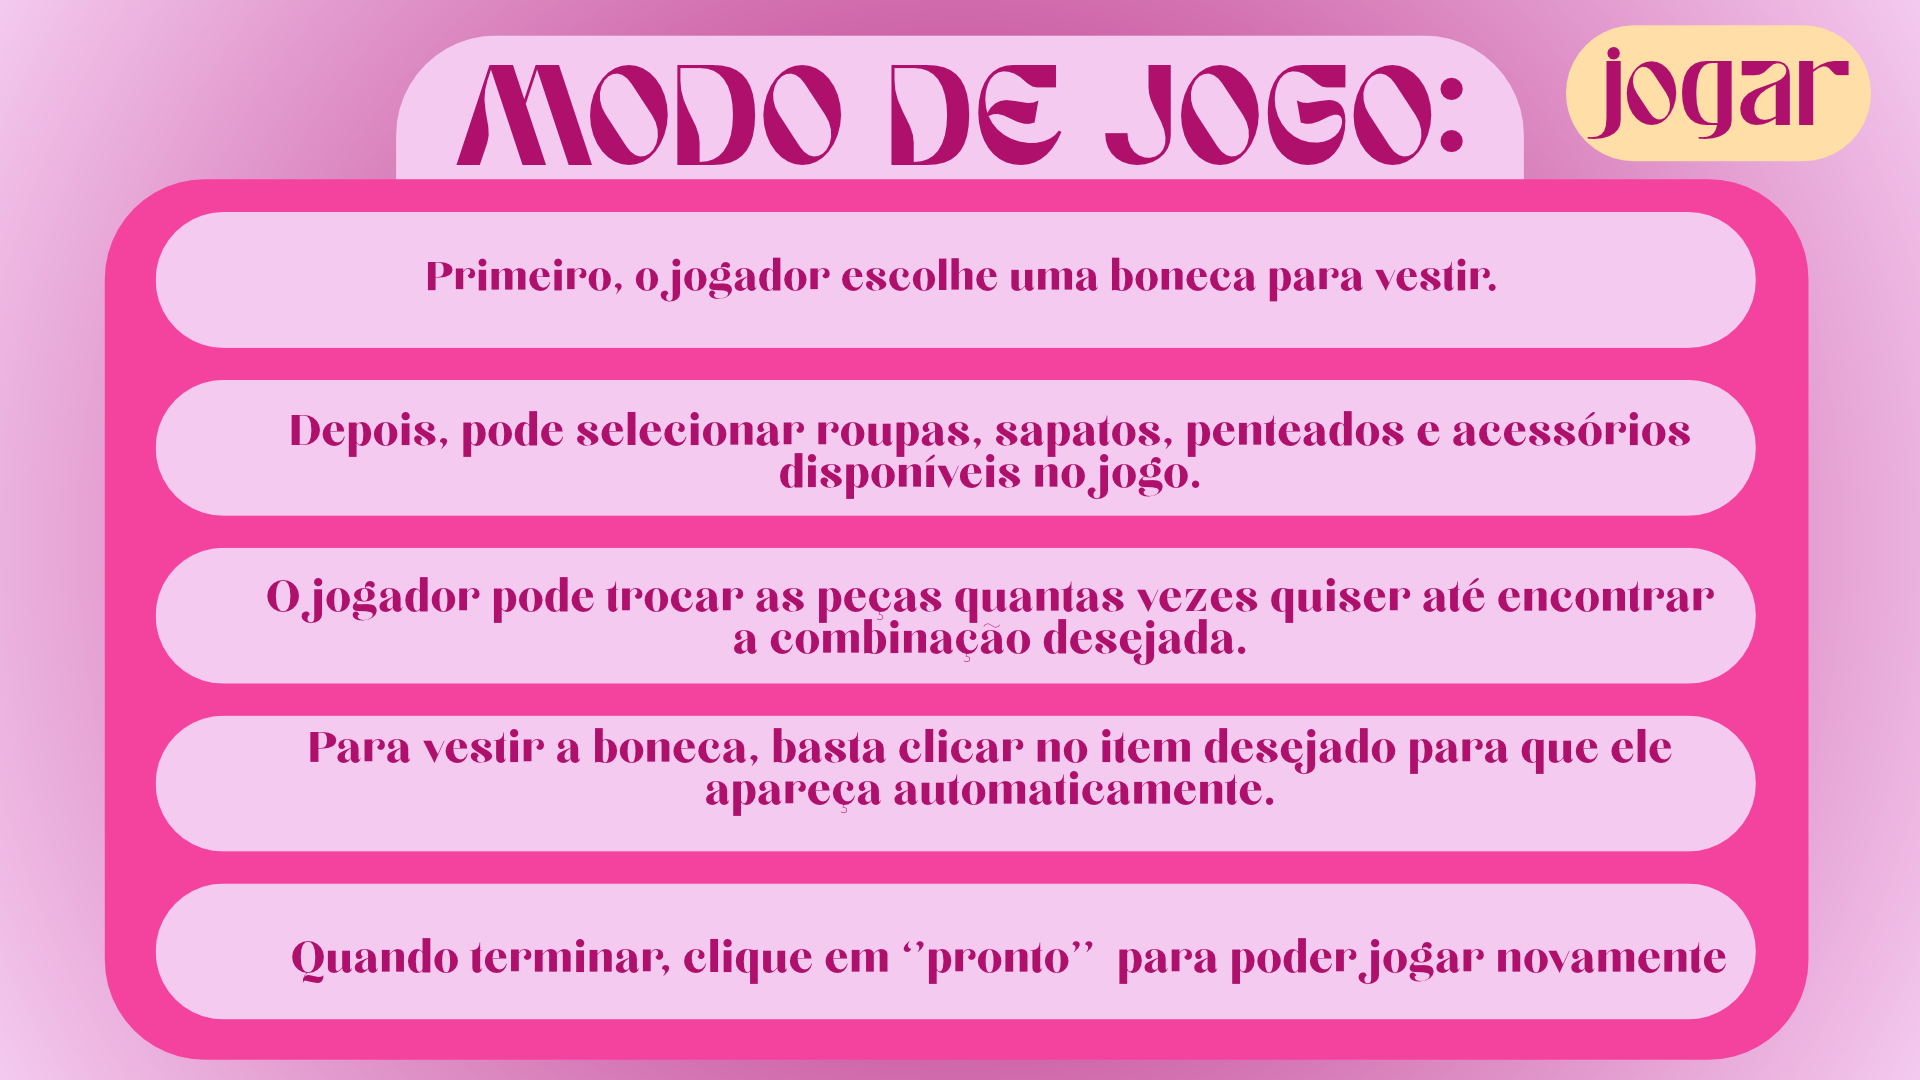 MODO DE JOGO:
jogar
Primeiro, o jogador escolhe uma boneca para vestir.
Depois, pode selecionar roupas, sapatos, penteados e acessórios
disponíveis no jogo.
O jogador pode trocar as peças quantas vezes quiser até encontrar
a combinação desejada.
Para vestir a boneca, basta clicar no item desejado para que ele
apareça automaticamente.
Quando terminar, clique em ‘’pronto’’  para poder jogar novamente